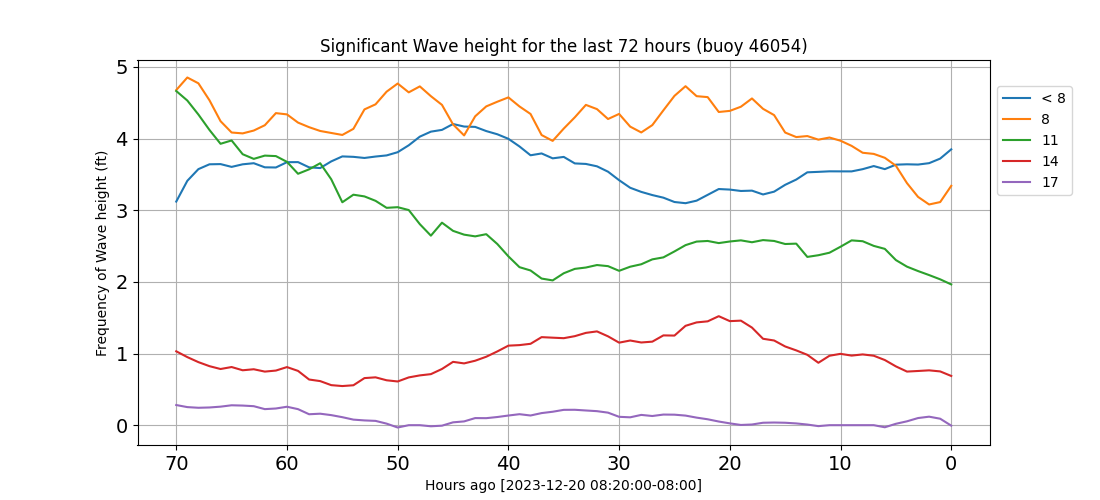 Significant Wave height for the last 72 hours (buoy 46054)
Frequency of Wave height (ft)
5
4
3
2
1
0
70 60 50 40 30 20 10 0
Hours ago [2023-12-20 08:20:00-08:00]
< 8
8
11
14
17